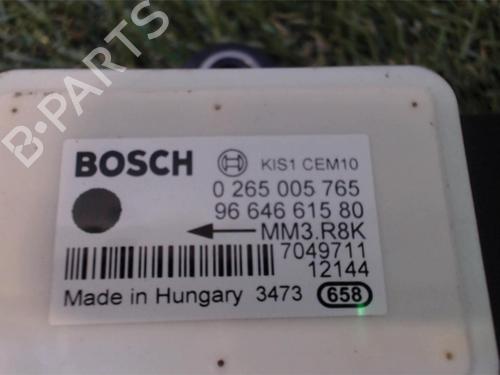 B-PARTS
BOSCH KIS1 CEM10
0 265 005 765
96 646 615 80
MM3.R8K
7049711
12144
Made in Hungary 3473 658